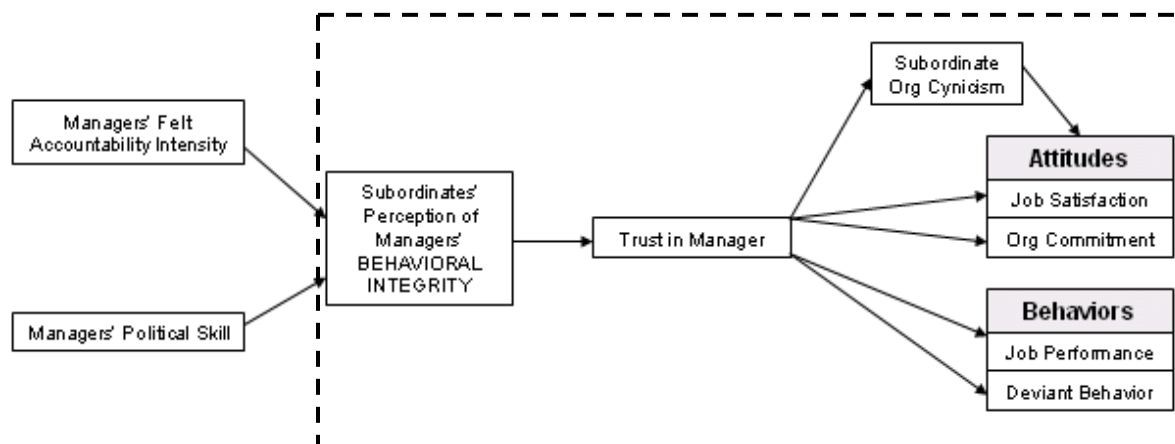 Managers' Felt
Accountability Intensity
Managers' Political Skill
Subordinates'
Perception of
Managers'
BEHAVIORAL
INTEGRITY
Trust in Manager
Subordinate
Org Cynicism
Attitudes
Job Satisfaction
Org Commitment
Behaviors
Job Performance
Deviant Behavior